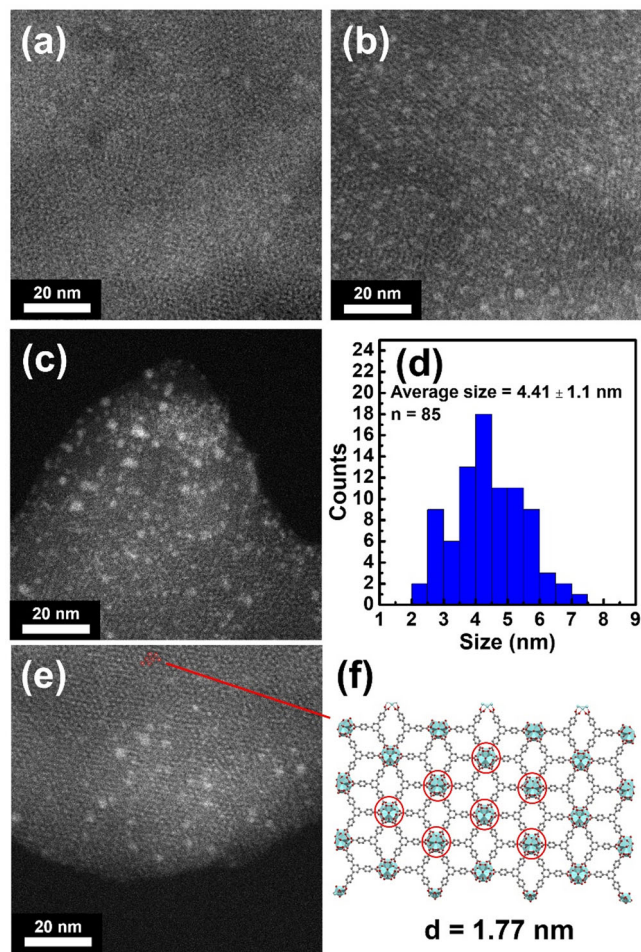 (a)
20 nm
(b)
20 nm
(c)
20 nm
(d)
Average size = 4.41 ± 1.1 nm
n = 85
Counts
24
22
20
18
16
14
12
10
8
6
4
2
0
1 2 3 4 5 6 7 8 9
Size (nm)
(e)
20 nm
(f)
d = 1.77 nm